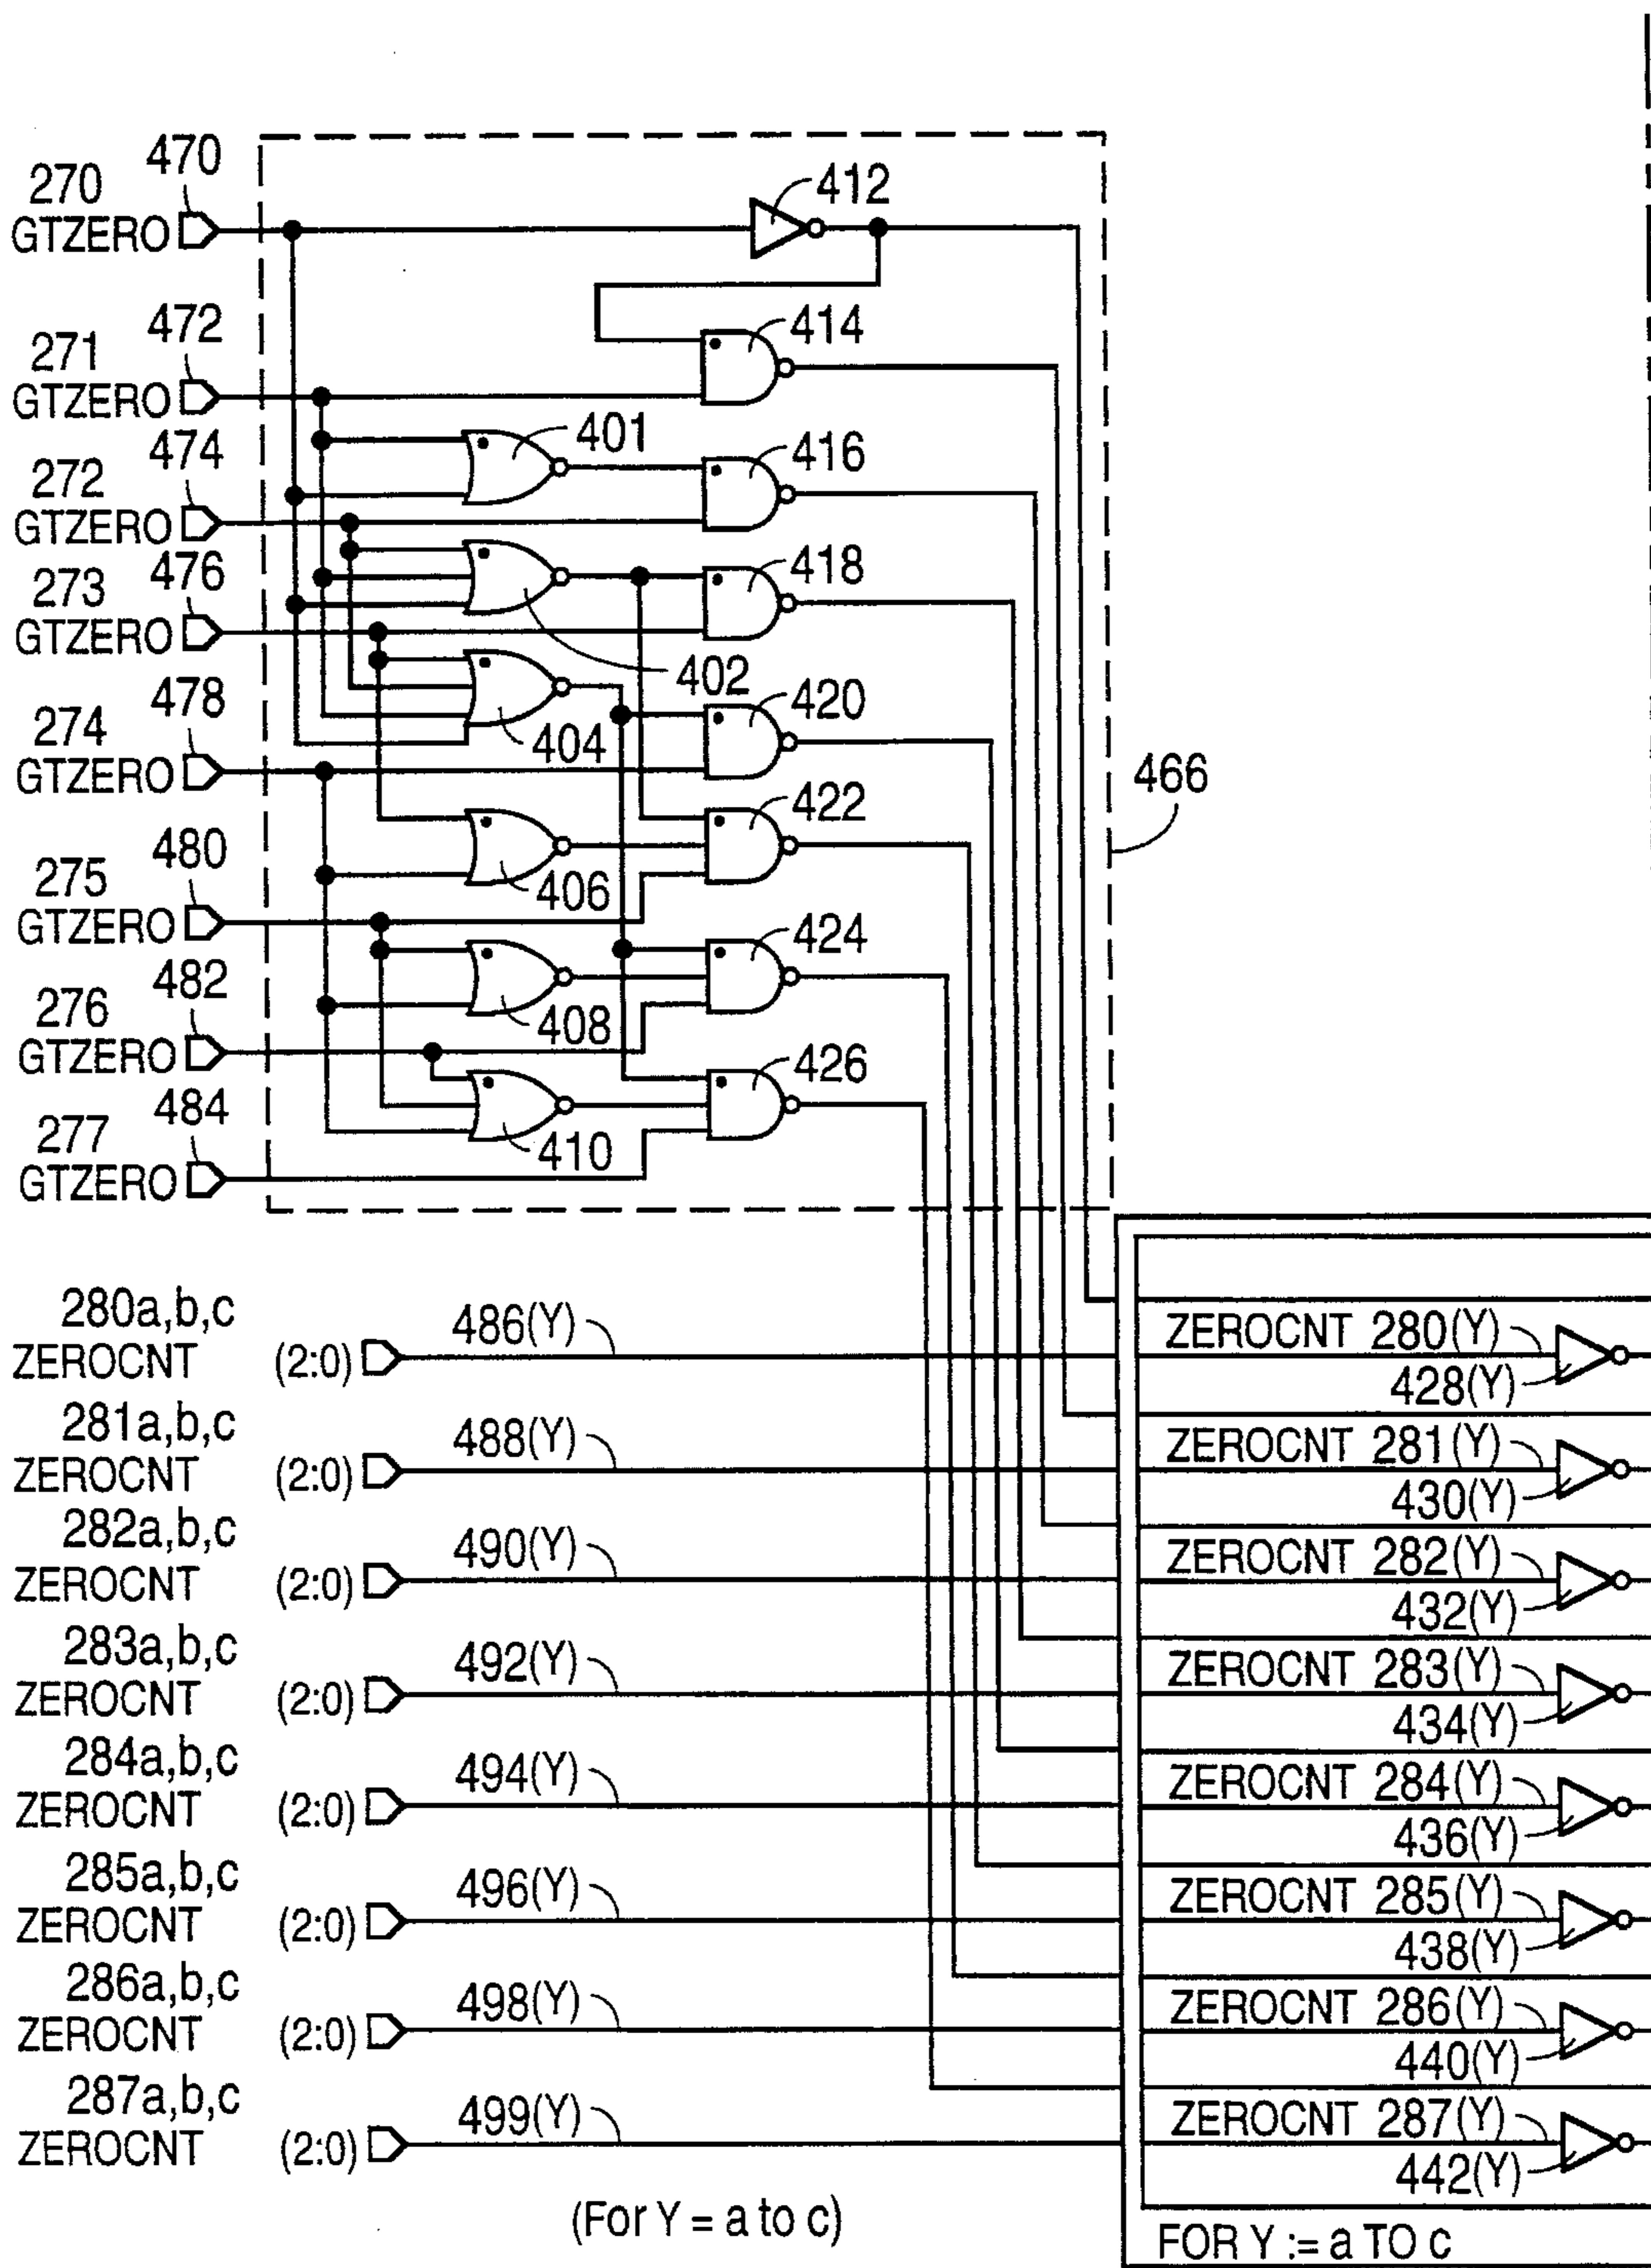 470
270
GTZERO
412
472
271
GTZERO
414
401
474
272
GTZERO
416
476
273
GTZERO
418
402
478
274
GTZERO
404
420
466
422
480
275
GTZERO
406
424
482
276
GTZERO
408
426
484
277
GTZERO
410
280a,b,c
ZEROCNT (2:0)
486(Y)
ZEROCNT 280(Y)
428(Y)
281a,b,c
ZEROCNT (2:0)
488(Y)
ZEROCNT 281(Y)
430(Y)
282a,b,c
ZEROCNT (2:0)
490(Y)
ZEROCNT 282(Y)
432(Y)
283a,b,c
ZEROCNT (2:0)
492(Y)
ZEROCNT 283(Y)
434(Y)
284a,b,c
ZEROCNT (2:0)
494(Y)
ZEROCNT 284(Y)
436(Y)
285a,b,c
ZEROCNT (2:0)
496(Y)
ZEROCNT 285(Y)
438(Y)
286a,b,c
ZEROCNT (2:0)
498(Y)
ZEROCNT 286(Y)
440(Y)
287a,b,c
ZEROCNT (2:0)
499(Y)
ZEROCNT 287(Y)
442(Y)
(For Y = a to c)
FOR Y := a TO c